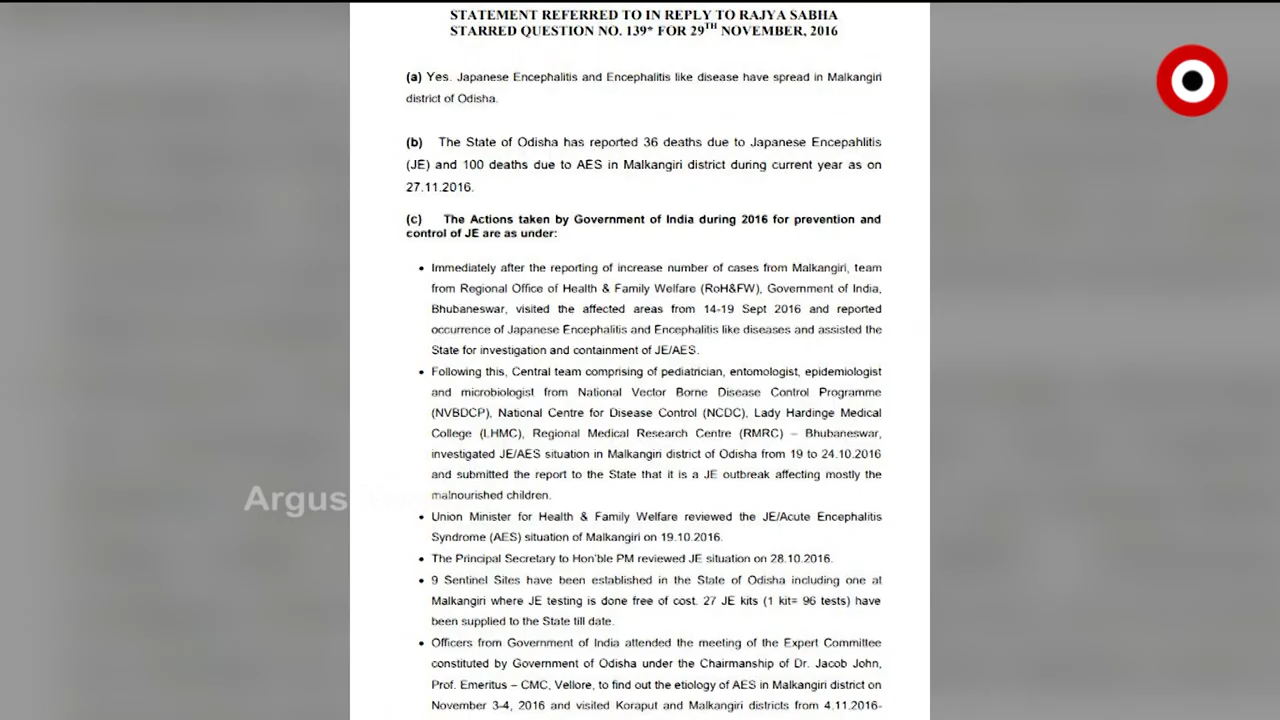 STATEMENT REFERRED TO IN REPLY TO RAJYA SABHA
STARRED QUESTION NO. 139* FOR 29TH NOVEMBER, 2016
(a) Yes. Japanese Encephalitis and Encephalitis like disease have spread in Malkangiri
district of Odisha.
(b) The State of Odisha has reported 36 deaths due to Japanese Encepahlitis
(JE) and 100 deaths due to AES in Malkangiri district during current year as on
27.11.2016.
(c) The Actions taken by Government of India during 2016 for prevention and
control of JE are as under:
• Immediately after the reporting of increase number of cases from Malkangiri, team
from Regional Office of Health & Family Welfare (RoH&FW), Government of India,
Bhubaneswar, visited the affected areas from 14-19 Sept 2016 and reported
occurrence of Japanese Encephalitis and Encephalitis like diseases and assisted the
State for investigation and containment of JE/AES.
• Following this, Central team comprising of pediatrician, entomologist, epidemiologist
and microbiologist from National Vector Borne Disease Control Programme
(NVBDCP), National Centre for Disease Control (NCDC), Lady Hardinge Medical
College (LHMC), Regional Medical Research Centre (RMRC) – Bhubaneswar,
investigated JE/AES situation in Malkangiri district of Odisha from 19 to 24.10.2016
and submitted the report to the State that it is a JE outbreak affecting mostly the
malnourished children.
Argus
• Union Minister for Health & Family Welfare reviewed the JE/Acute Encephalitis
Syndrome (AES) situation of Malkangiri on 19.10.2016.
• The Principal Secretary to Hon'ble PM reviewed JE situation on 28.10.2016.
• 9 Sentinel Sites have been established in the State of Odisha including one at
Malkangiri where JE testing is done free of cost. 27 JE kits (1 kit= 96 tests) have
been supplied to the State till date.
• Officers from Government of India attended the meeting of the Expert Committee
constituted by Government of Odisha under the Chairmanship of Dr. Jacob John,
Prof. Emeritus – CMC, Vellore, to find out the etiology of AES in Malkangiri district on
November 3-4, 2016 and visited Koraput and Malkangiri districts from 4.11.2016-